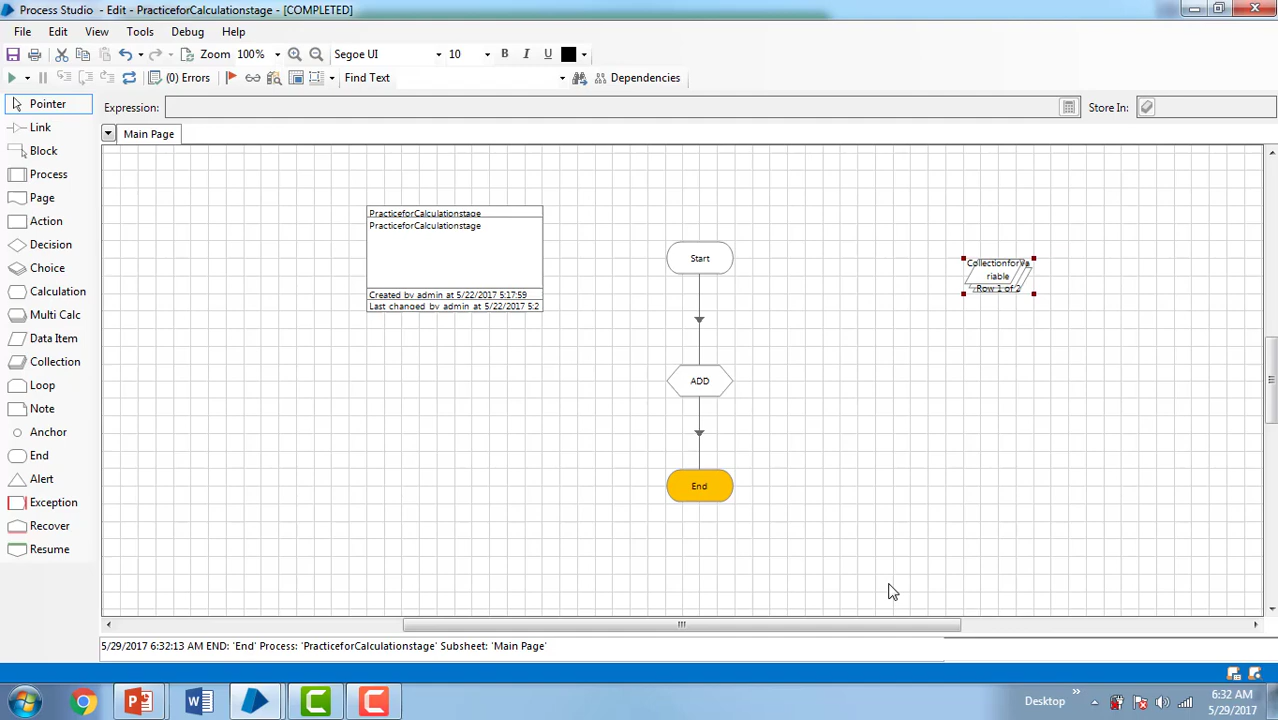 Process Studio - Edit - PracticeforCalculationstage - [COMPLETED]
File Edit View Tools Debug Help
Zoom 100% Segoe UI 10 B I U
(0) Errors Find Text Dependencies
Pointer
Expression:
Store In:
Link
Main Page
Block
Process
Page
Action
Decision
Choice
Calculation
Multi Calc
Data Item
Collection
Loop
Note
Anchor
End
Alert
Exception
Recover
Resume
PracticeforCalculationstage
PracticeforCalculationstage
Created by admin at 5/22/2017 5:17:59
Last changed by admin at 5/22/2017 5:2
Start
ADD
End
CollectionforVa
riable
Row 1 of 2
5/29/2017 6:32:13 AM END: 'End' Process: 'PracticeforCalculationstage' Subsheet: 'Main Page'
Desktop
6:32 AM
5/29/2017